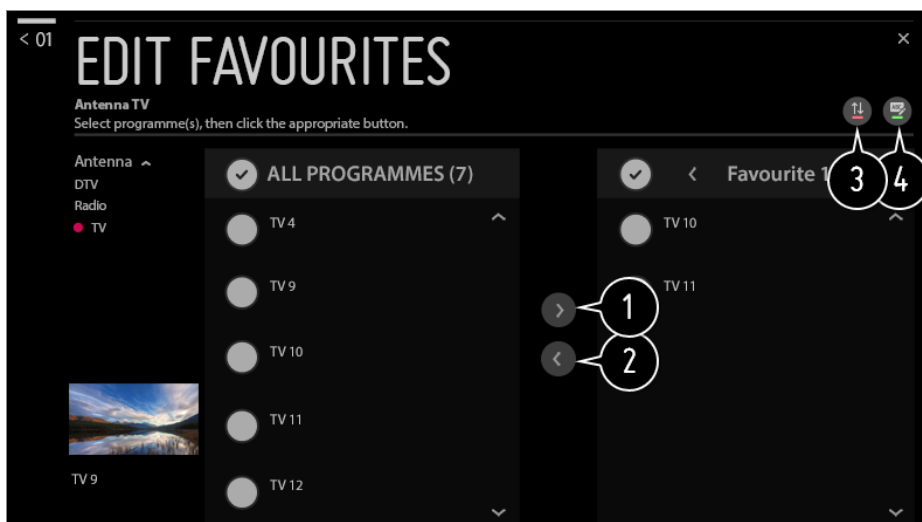 < 01
EDIT FAVOURITES
×
Antenna TV
Select programme(s), then click the appropriate button.
Antenna
DTV
Radio
TV
TV 9
ALL PROGRAMMES (7)
TV 4
TV 9
TV 10
TV 11
TV 12
1
2
< Favourite 1
TV 10
TV 11
3
4